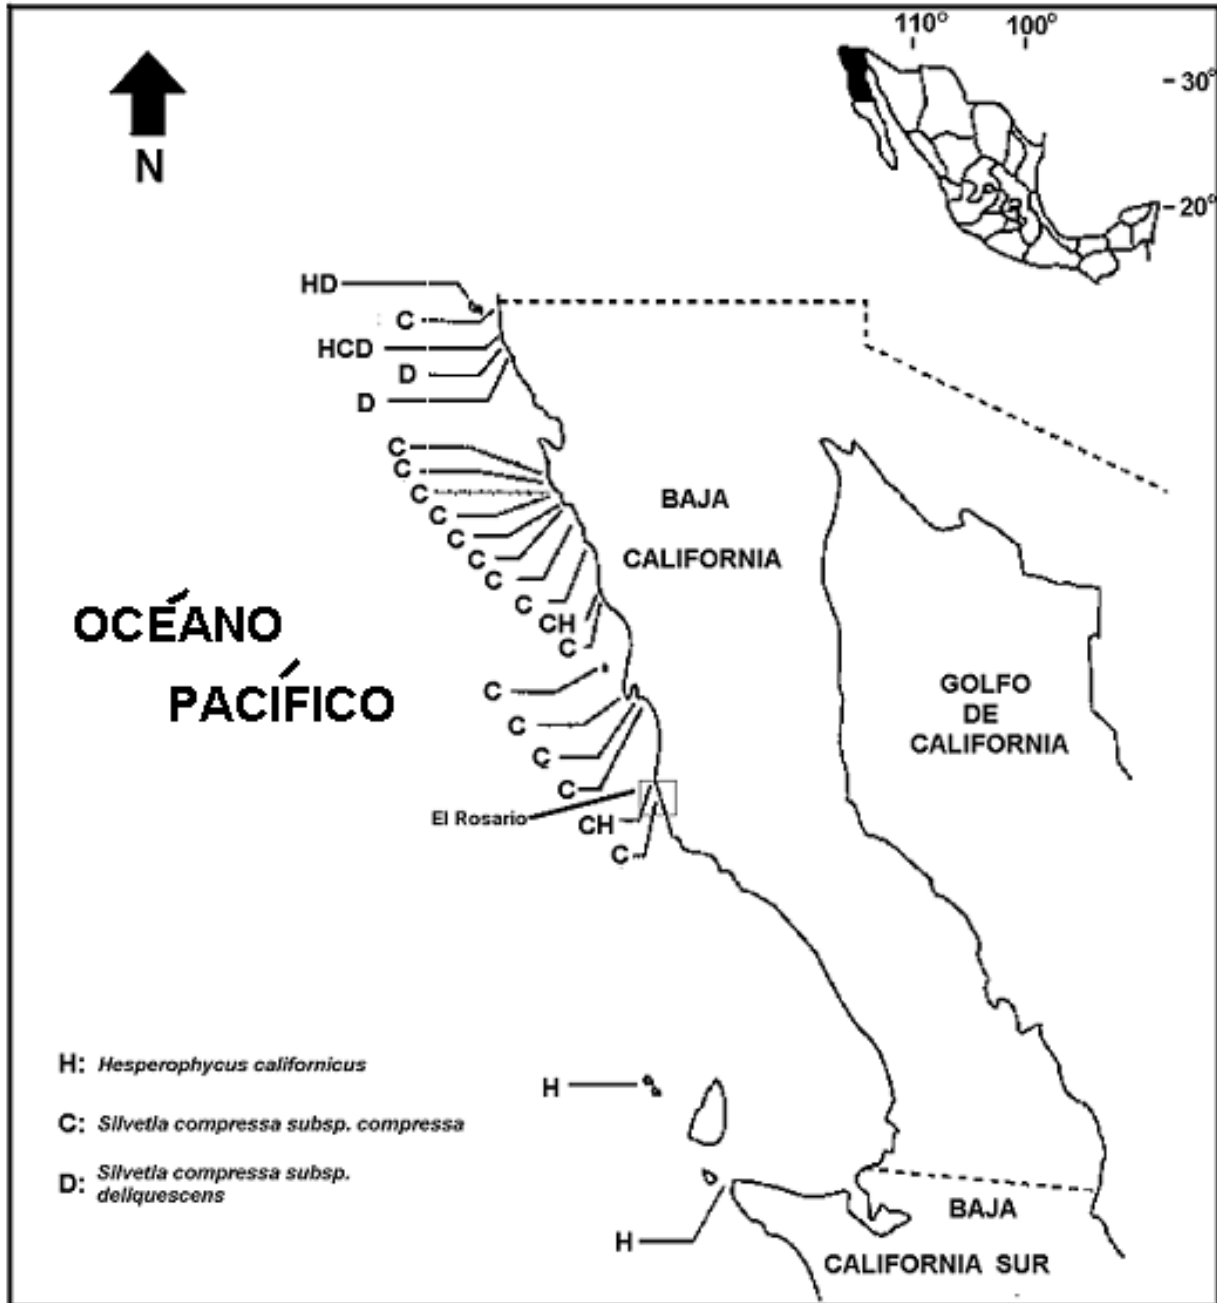 110° 100°
30°
N
20°
HD
C
HCD
D
D
C
C
C
C
C
C
C
C
CH
C
C
C
C
C
El Rosario
CH
C
BAJA
CALIFORNIA
OCÉANO
PACÍFICO
GOLFO
DE
CALIFORNIA
H
H
BAJA
CALIFORNIA SUR
H: Hesperophycus californicus
C: Silvetia compressa subsp. compressa
D: Silvetia compressa subsp.
deliquescens